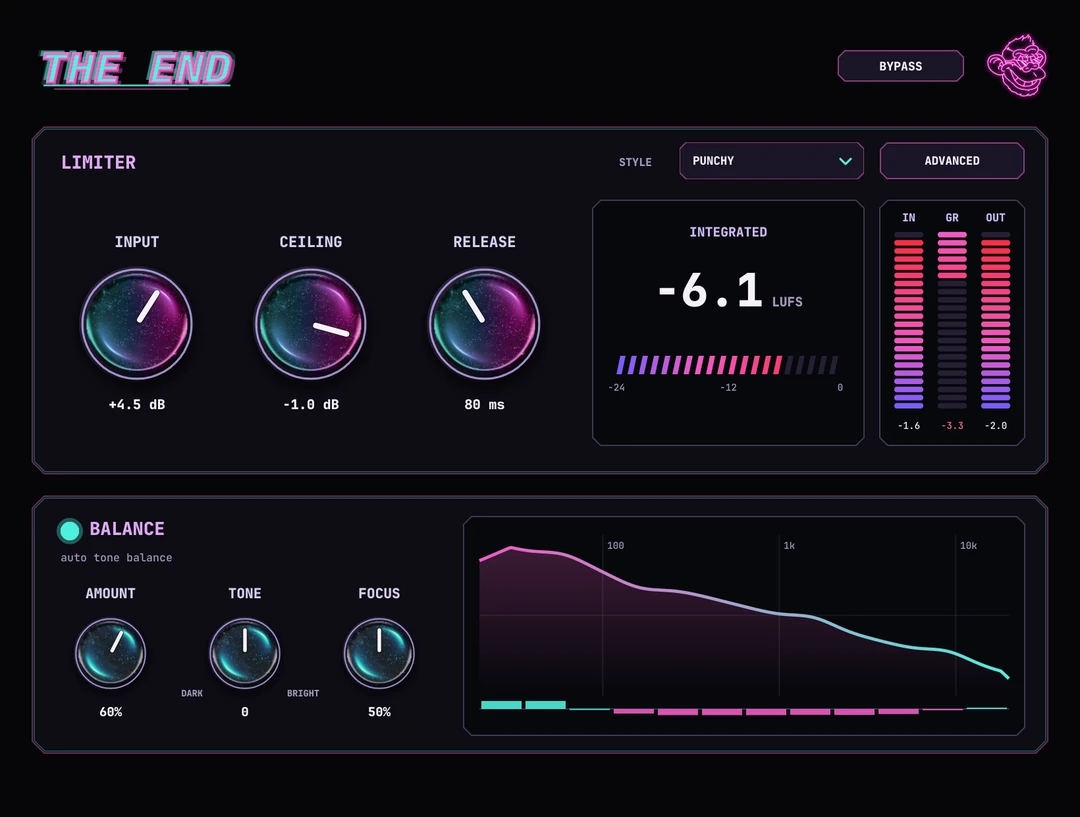 THE END
BYPASS
LIMITER
STYLE
PUNCHY
ADVANCED
INPUT
CEILING
RELEASE
+4.5 dB
-1.0 dB
80 ms
INTEGRATED
-6.1 LUFS
-24
-12
0
IN
GR
OUT
-1.6
-3.3
-2.0
BALANCE
auto tone balance
AMOUNT
TONE
FOCUS
DARK
BRIGHT
60%
0
50%
100
1k
10k